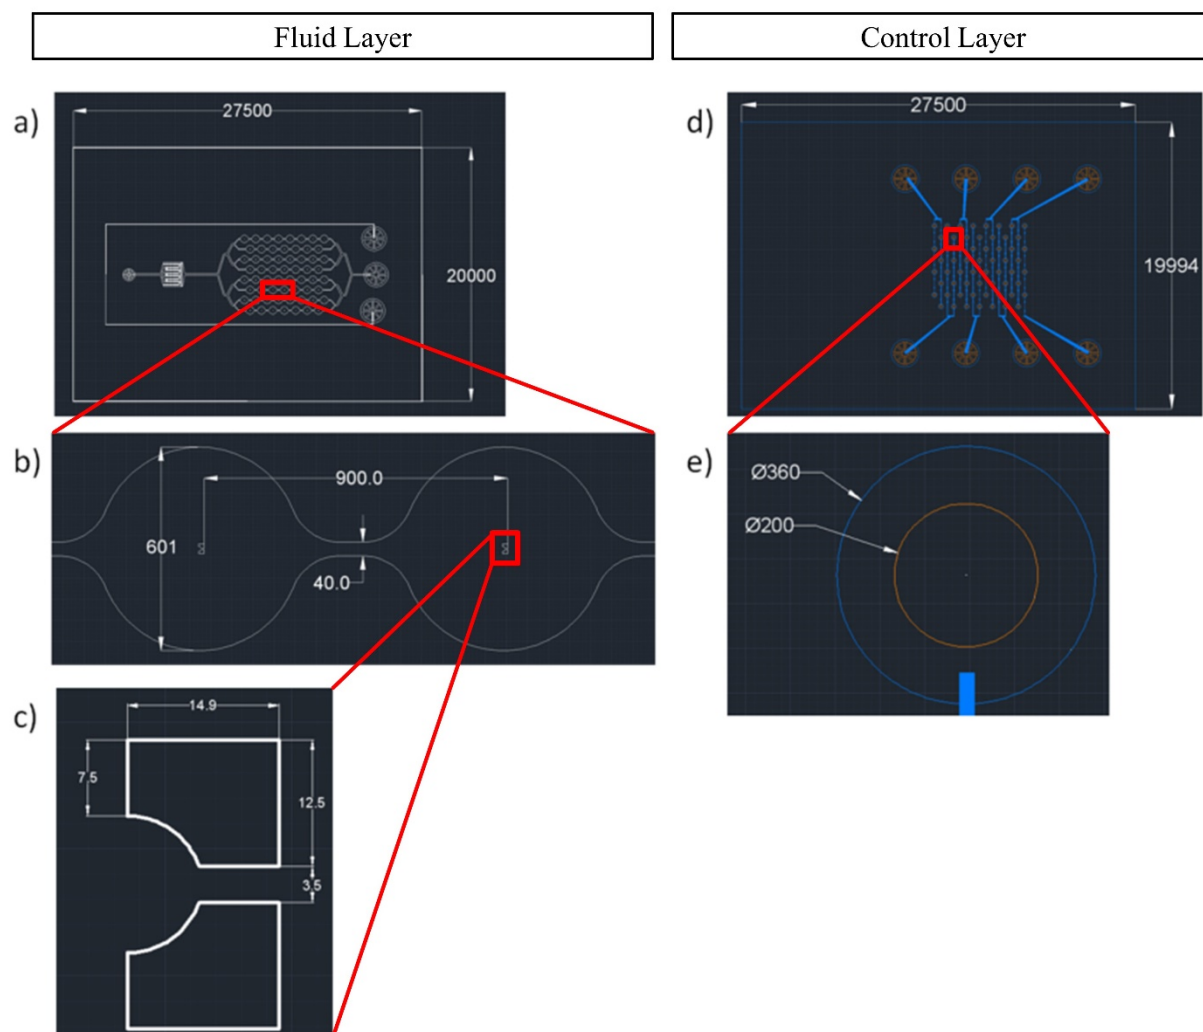 Fluid Layer
Control Layer
a)
27500
20000
b)
900.0
601
40.0
c)
14.9
7.5
12.5
3.5
d)
27500
19994
e)
Ø360
Ø200